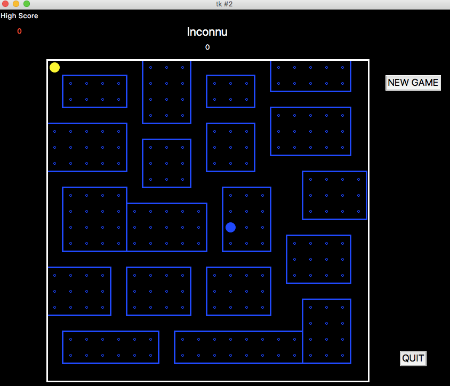 tk #2
High Score
0
Inconnu
0
NEW GAME
QUIT